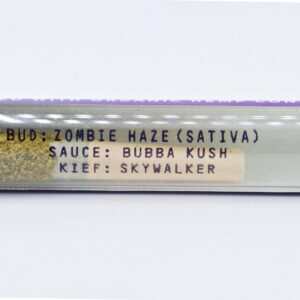 BUD: ZOMBIE HAZE (SATIVA)
SAUCE: BUBBA KUSH
KIEF: SKYWALKER